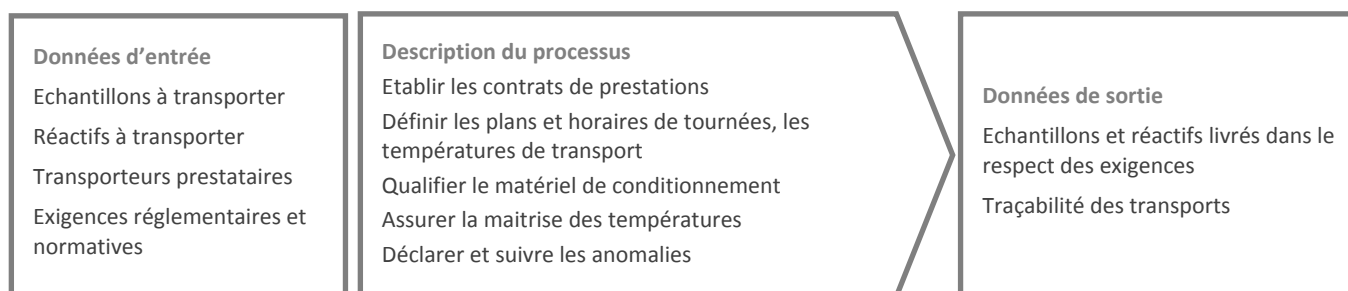 Données d’entrée
Echantillons à transporter
Réactifs à transporter
Transporteurs prestataires
Exigences réglementaires et
normatives
Description du processus
Etablir les contrats de prestations
Définir les plans et horaires de tournées, les
températures de transport
Qualifier le matériel de conditionnement
Assurer la maitrise des températures
Déclarer et suivre les anomalies
Données de sortie
Echantillons et réactifs livrés dans le
respect des exigences
Traçabilité des transports